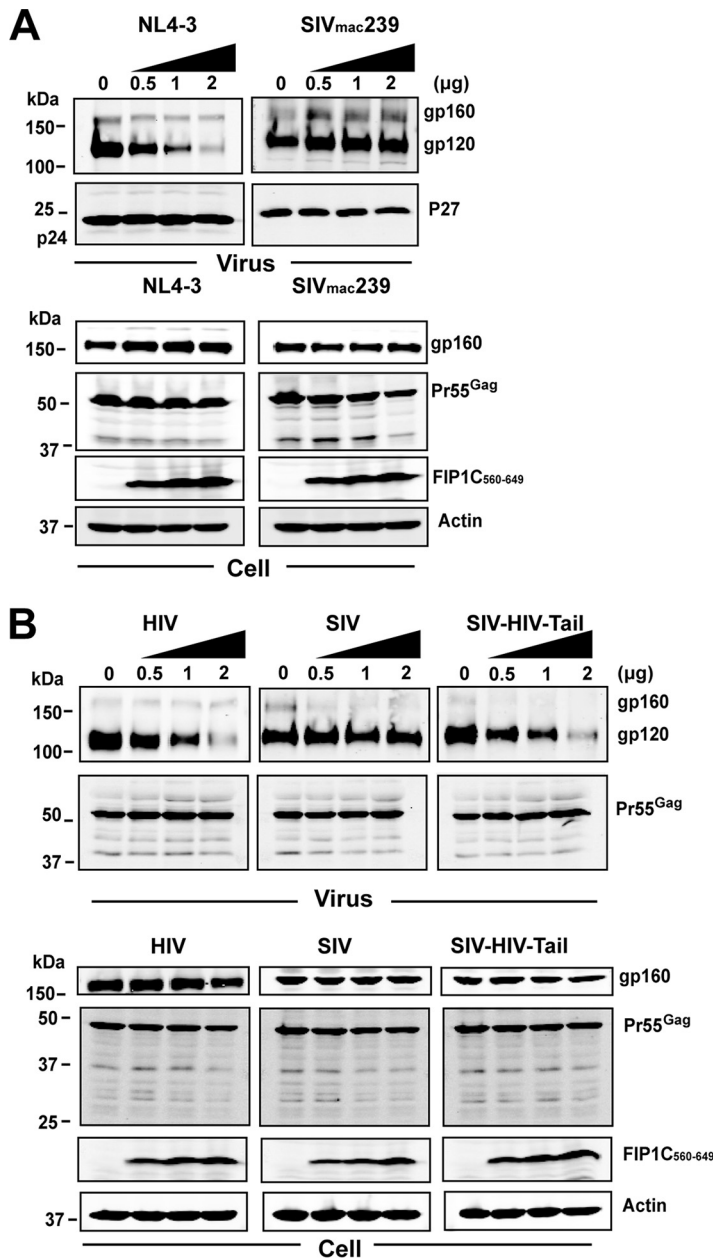 A
NL4-3 SIVmac239
0 0.5 1 2 0 0.5 1 2 (µg)
kDa
150 gp160
100 gp120
25 P27
p24
Virus
NL4-3 SIVmac239
kDa
150 gp160
50 Pr55Gag
37
FIP1C560-649
37 Actin
Cell
B
HIV SIV SIV-HIV-Tail
0 0.5 1 2 0 0.5 1 2 0 0.5 1 2 (µg)
kDa
150 gp160
100 gp120
50 Pr55Gag
37
Virus
HIV SIV SIV-HIV-Tail
kDa
150 gp160
50 Pr55Gag
37
25
FIP1C560-649
37 Actin
Cell